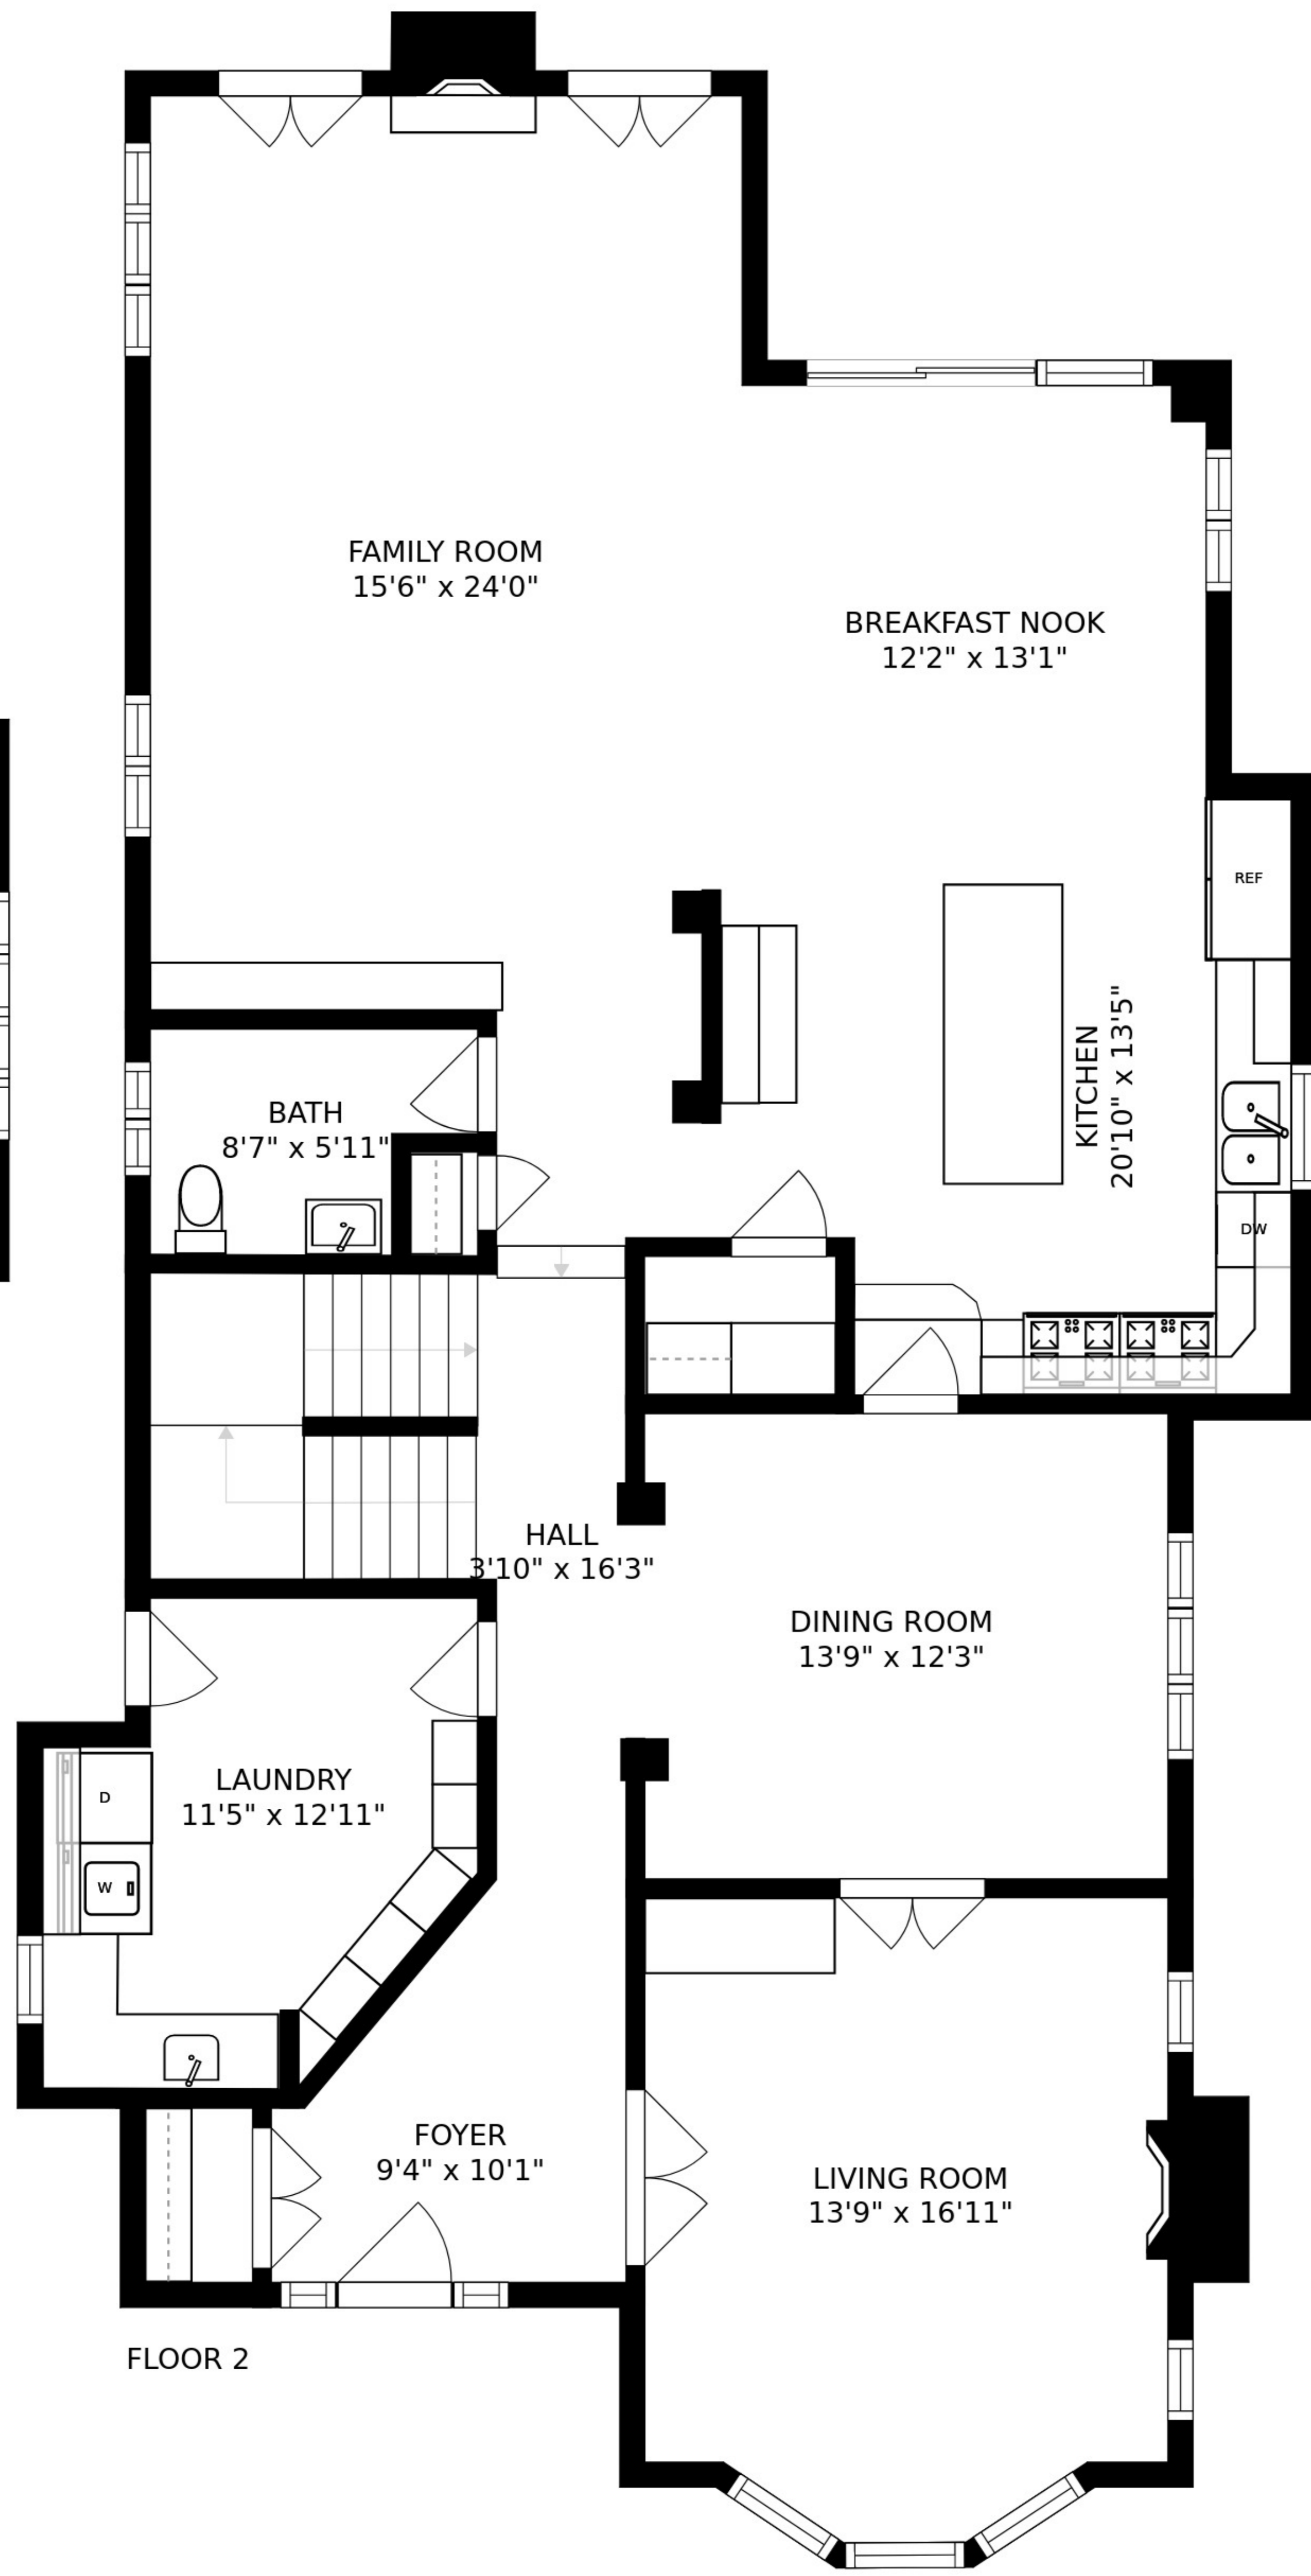 FAMILY ROOM
15'6" x 24'0"
BREAKFAST NOOK
12'2" x 13'1"
REF
KITCHEN
20'10" x 13'5"
BATH
8'7" x 5'11"
DW
HALL
3'10" x 16'3"
DINING ROOM
13'9" x 12'3"
LAUNDRY
11'5" x 12'11"
D
W
FOYER
9'4" x 10'1"
LIVING ROOM
13'9" x 16'11"
FLOOR 2